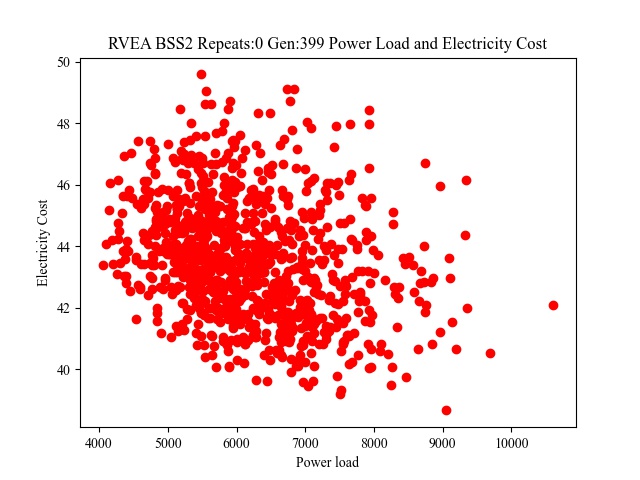 RVEA BSS2 Repeats:0 Gen:399 Power Load and Electricity Cost
50
48
46
44
42
40
Electricity Cost
4000 5000 6000 7000 8000 9000 10000
Power load